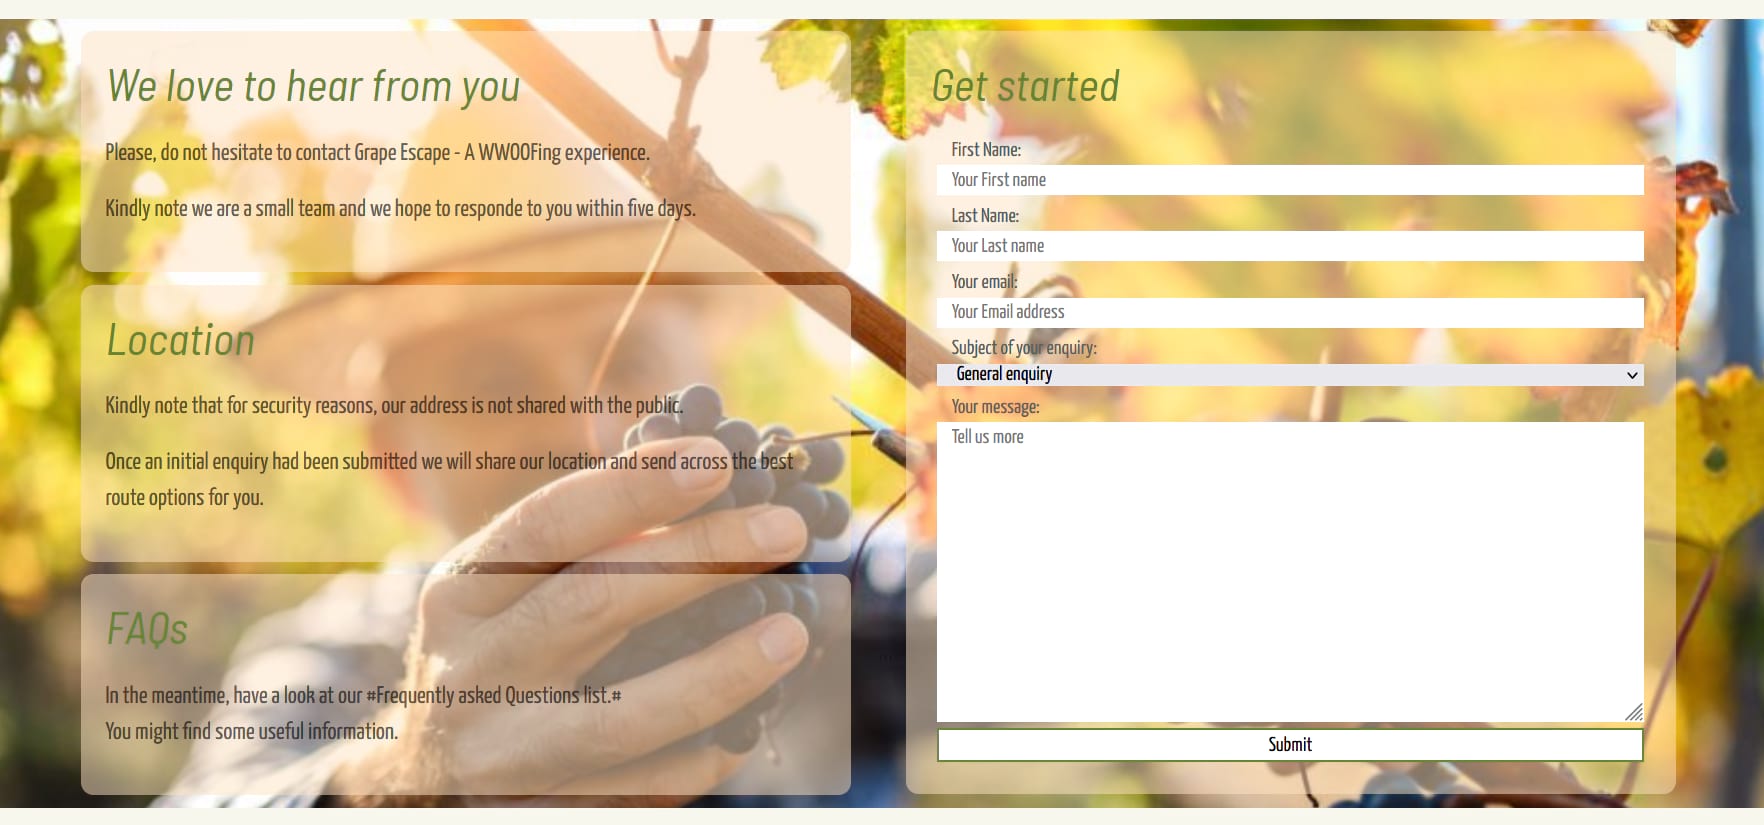 We love to hear from you
Please, do not hesitate to contact Grape Escape - A WWOOFing experience.
Kindly note we are a small team and we hope to responde to you within five days.
Location
Kindly note that for security reasons, our address is not shared with the public.
Once an initial enquiry had been submitted we will share our location and send across the best
route options for you.
FAQs
In the meantime, have a look at our #Frequently asked Questions list.#
You might find some useful information.
Get started
First Name:
Your First name
Last Name:
Your Last name
Your email:
Your Email address
Subject of your enquiry:
General enquiry
Your message:
Tell us more
Submit